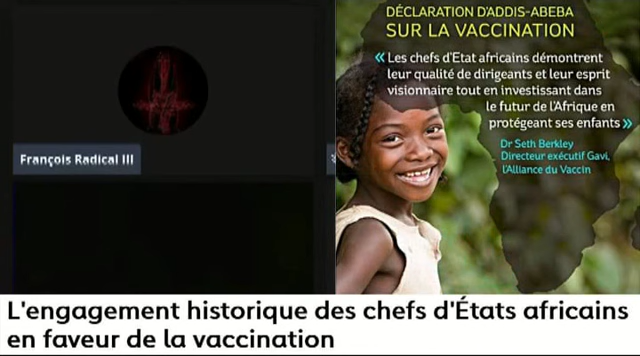 François Radical III
DÉCLARATION D'ADDIS-ABEBA
SUR LA VACCINATION
« Les chefs d'Etat africains démontrent
leur qualité de dirigeants et leur esprit
visionnaire tout en investissant dans
le futur de l'Afrique en
protégeant ses enfants »
Dr Seth Berkley
Directeur exécutif Gavi,
l'Alliance du Vaccin
L'engagement historique des chefs d'États africains
en faveur de la vaccination